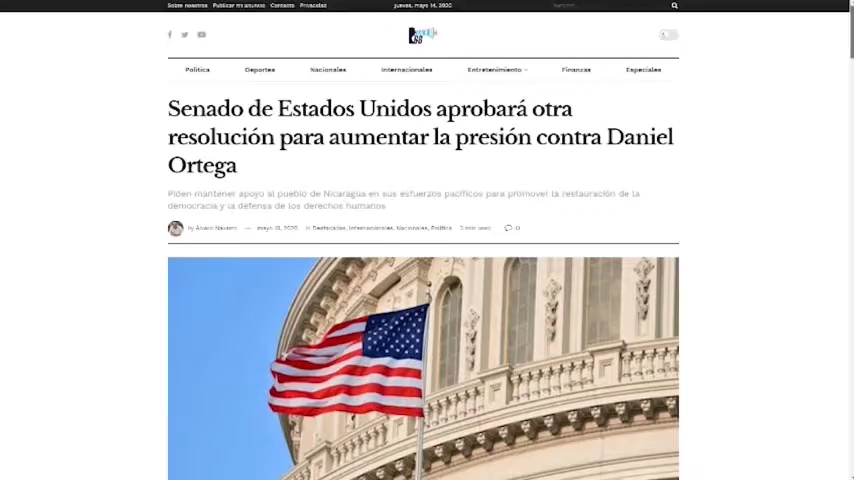 Sobre nosotros Publicar mi anuncio Contacto Privacidad
jueves, mayo 14, 2020
Política Deportes Nacionales Internacionales Entretenimiento Finanzas Especiales
Senado de Estados Unidos aprobará otra
resolución para aumentar la presión contra Daniel
Ortega
Piden mantener apoyo al pueblo de Nicaragua en sus esfuerzos pacíficos para promover la restauración de la
democracia y la defensa de los derechos humanos
by Álvaro Navarro — mayo 13, 2020 in Destacadas, Internacionales, Nacionales, Política 2 min read 0